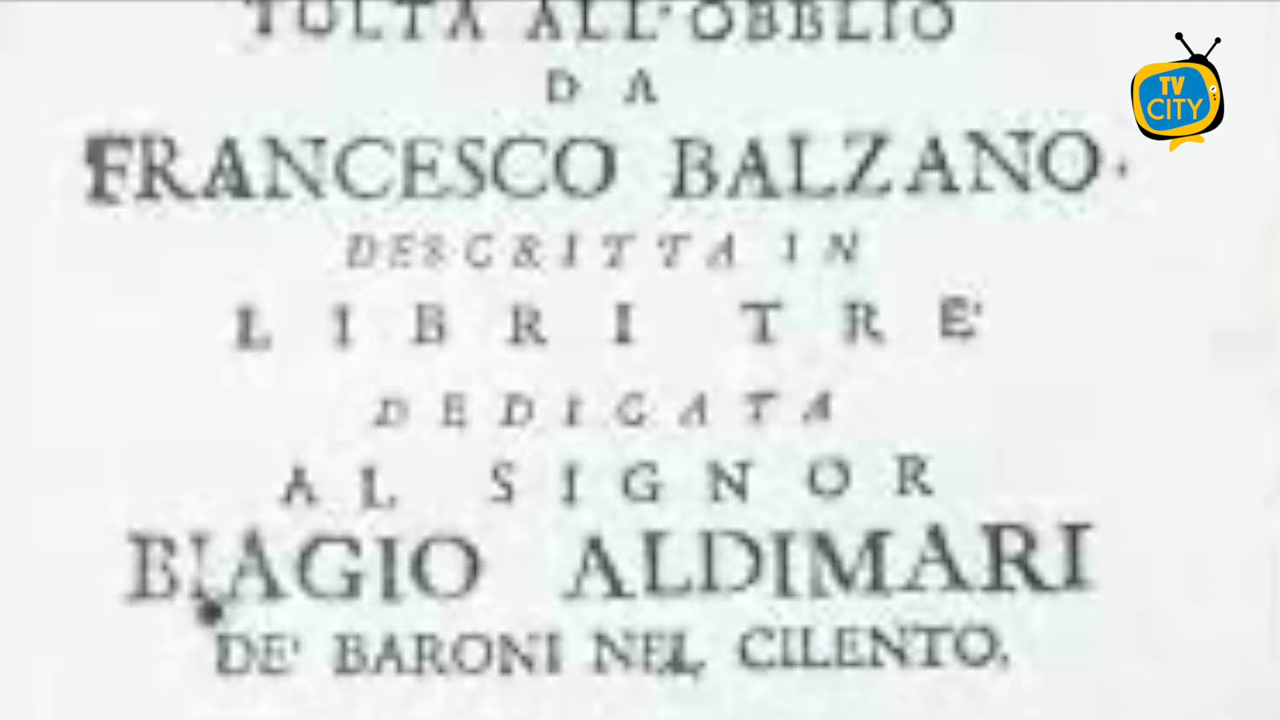 TOLTA ALL'OBBLIO
DA
FRANCESCO BALZANO.
DESCRITTA IN
LIBRI TRE'
DEDICATA
AL SIGNOR
BIAGIO ALDIMARI
DE' BARONI NEL CILENTO.
TV
CITY